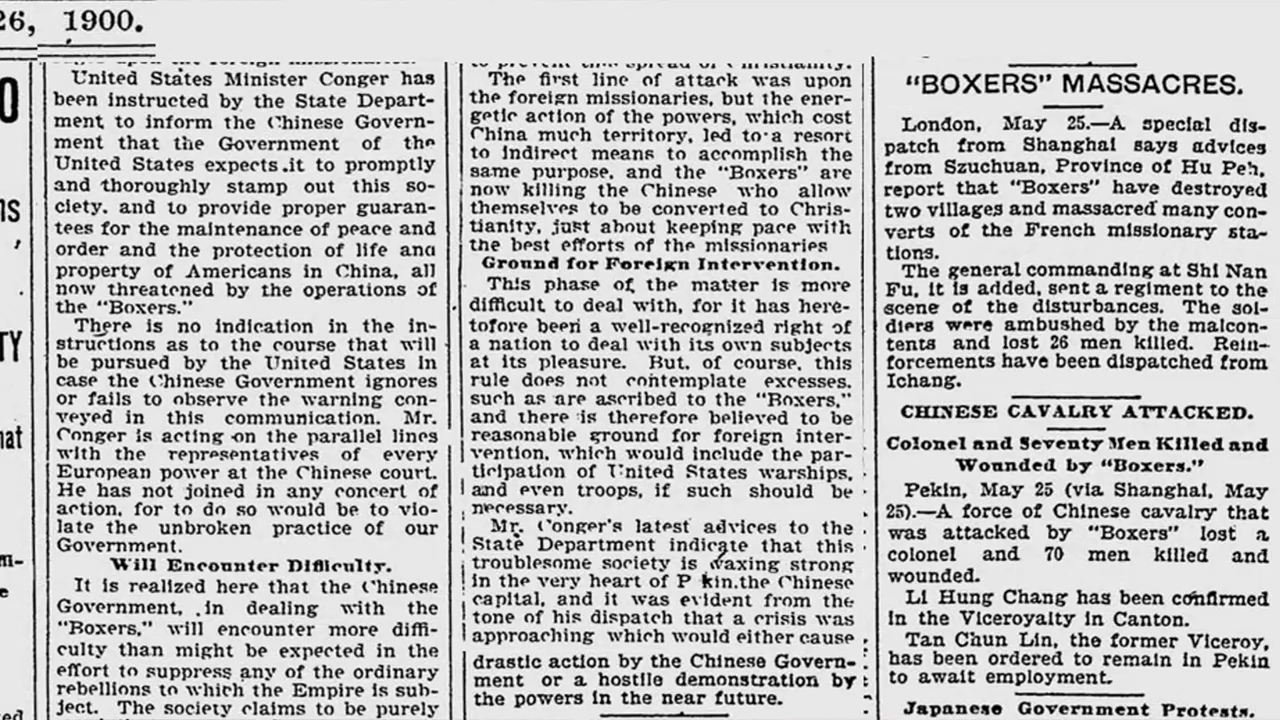 26, 1900.
United States Minister Conger has
been instructed by the State Depart-
ment to inform the Chinese Govern-
ment that the Government of the
United States expects it to promptly
and thoroughly stamp out this so-
ciety, and to provide proper guaran-
tees for the maintenance of peace and
order and the protection of life and
property of Americans in China, all
now threatened by the operations of
the "Boxers."
There is no indication in the in-
structions as to the course that will
be pursued by the United States in
case the Chinese Government ignores
or fails to observe the warning con-
veyed in this communication. Mr.
Conger is acting on the parallel lines
with the representatives of every
European power at the Chinese court.
He has not joined in any concert of
action, for to do so would be to vio-
late the unbroken practice of our
Government.
Will Encounter Difficulty.
It is realized here that the Chinese
Government, in dealing with the
"Boxers," will encounter more diffi-
culty than might be expected in the
effort to suppress any of the ordinary
rebellions to which the Empire is sub-
ject. The society claims to be purely
to prevent this spread of Christianity.
The first line of attack was upon
the foreign missionaries, but the ener-
getic action of the powers, which cost
China much territory, led to a resort
to indirect means to accomplish the
same purpose, and the "Boxers" are
now killing the Chinese who allow
themselves to be converted to Chris-
tianity, just about keeping pace with
the best efforts of the missionaries
Ground for Foreign Intervention.
This phase of the matter is more
difficult to deal with, for it has here-
tofore been a well-recognized right of
a nation to deal with its own subjects
at its pleasure. But, of course, this
rule does not contemplate excesses,
such as are ascribed to the "Boxers,"
and there is therefore believed to be
reasonable ground for foreign inter-
vention, which would include the par-
ticipation of United States warships,
and even troops, if such should be
necessary.
Mr. Conger's latest advices to the
State Department indicate that this
troublesome society is waxing strong
in the very heart of P kin, the Chinese
capital, and it was evident from the
tone of his dispatch that a crisis was
approaching which would either cause
drastic action by the Chinese Govern-
ment or a hostile demonstration by
the powers in the near future.
"BOXERS" MASSACRES.
London, May 25.—A special dis-
patch from Shanghai says advices
from Szuchuan, Province of Hu Peh,
report that "Boxers" have destroyed
two villages and massacred many con-
verts of the French missionary sta-
tions.
The general commanding at Shi Nan
Fu, it is added, sent a regiment to the
scene of the disturbances. The sol-
diers were ambushed by the malcon-
tents and lost 26 men killed. Rein-
forcements have been dispatched from
Ichang.
CHINESE CAVALRY ATTACKED.
Colonel and Seventy Men Killed and
Wounded by "Boxers."
Pekin, May 25 (via Shanghai, May
25).—A force of Chinese cavalry that
was attacked by "Boxers" lost a
colonel and 70 men killed and
wounded.
Li Hung Chang has been confirmed
in the Viceroyalty in Canton.
Tan Chun Lin, the former Viceroy,
has been ordered to remain in Pekin
to await employment.
Japanese Government Protests.